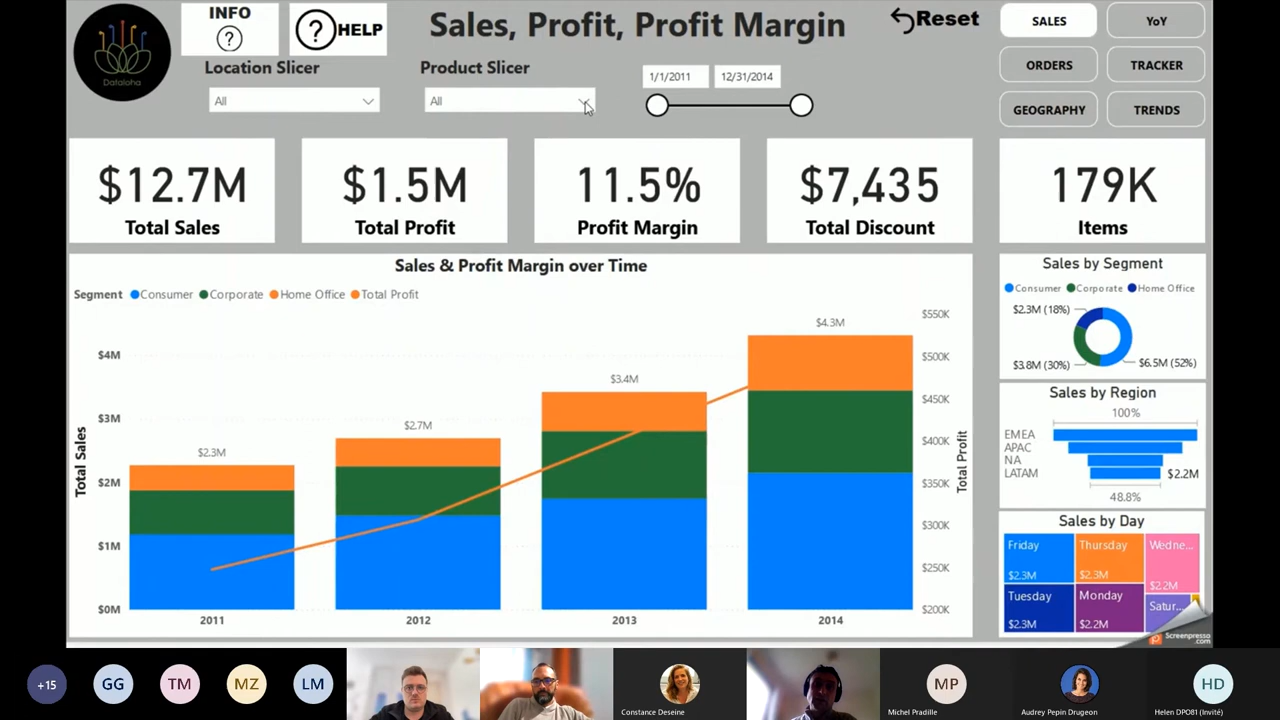 Dataloha
INFO
?
? HELP
Sales, Profit, Profit Margin
Reset
SALES
YoY
ORDERS
TRACKER
GEOGRAPHY
TRENDS
Location Slicer
All
Product Slicer
All
1/1/2011
12/31/2014
$12.7M
Total Sales
$1.5M
Total Profit
11.5%
Profit Margin
$7,435
Total Discount
179K
Items
Sales & Profit Margin over Time
Segment Consumer Corporate Home Office Total Profit
Total Sales
$4M
$3M
$2M
$1M
$0M
$2.3M
$2.7M
$3.4M
$4.3M
2011
2012
2013
2014
$550K
$500K
$450K
$400K
$350K
$300K
$250K
$200K
Total Profit
Sales by Segment
Consumer Corporate Home Office
$2.3M (18%)
$3.8M (30%)
$6.5M (52%)
Sales by Region
100%
EMEA
APAC
NA
LATAM
$2.2M
48.8%
Sales by Day
Friday
$2.3M
Thursday
$2.3M
Wedne...
$2.2M
Tuesday
$2.3M
Monday
$2.2M
Satur...
Screenpresso
.com
+15
GG
TM
MZ
LM
Constance Deseine
MP
Michel Pradille
Audrey Pepin Drugeon
HD
Helen DPO81 (Invité)